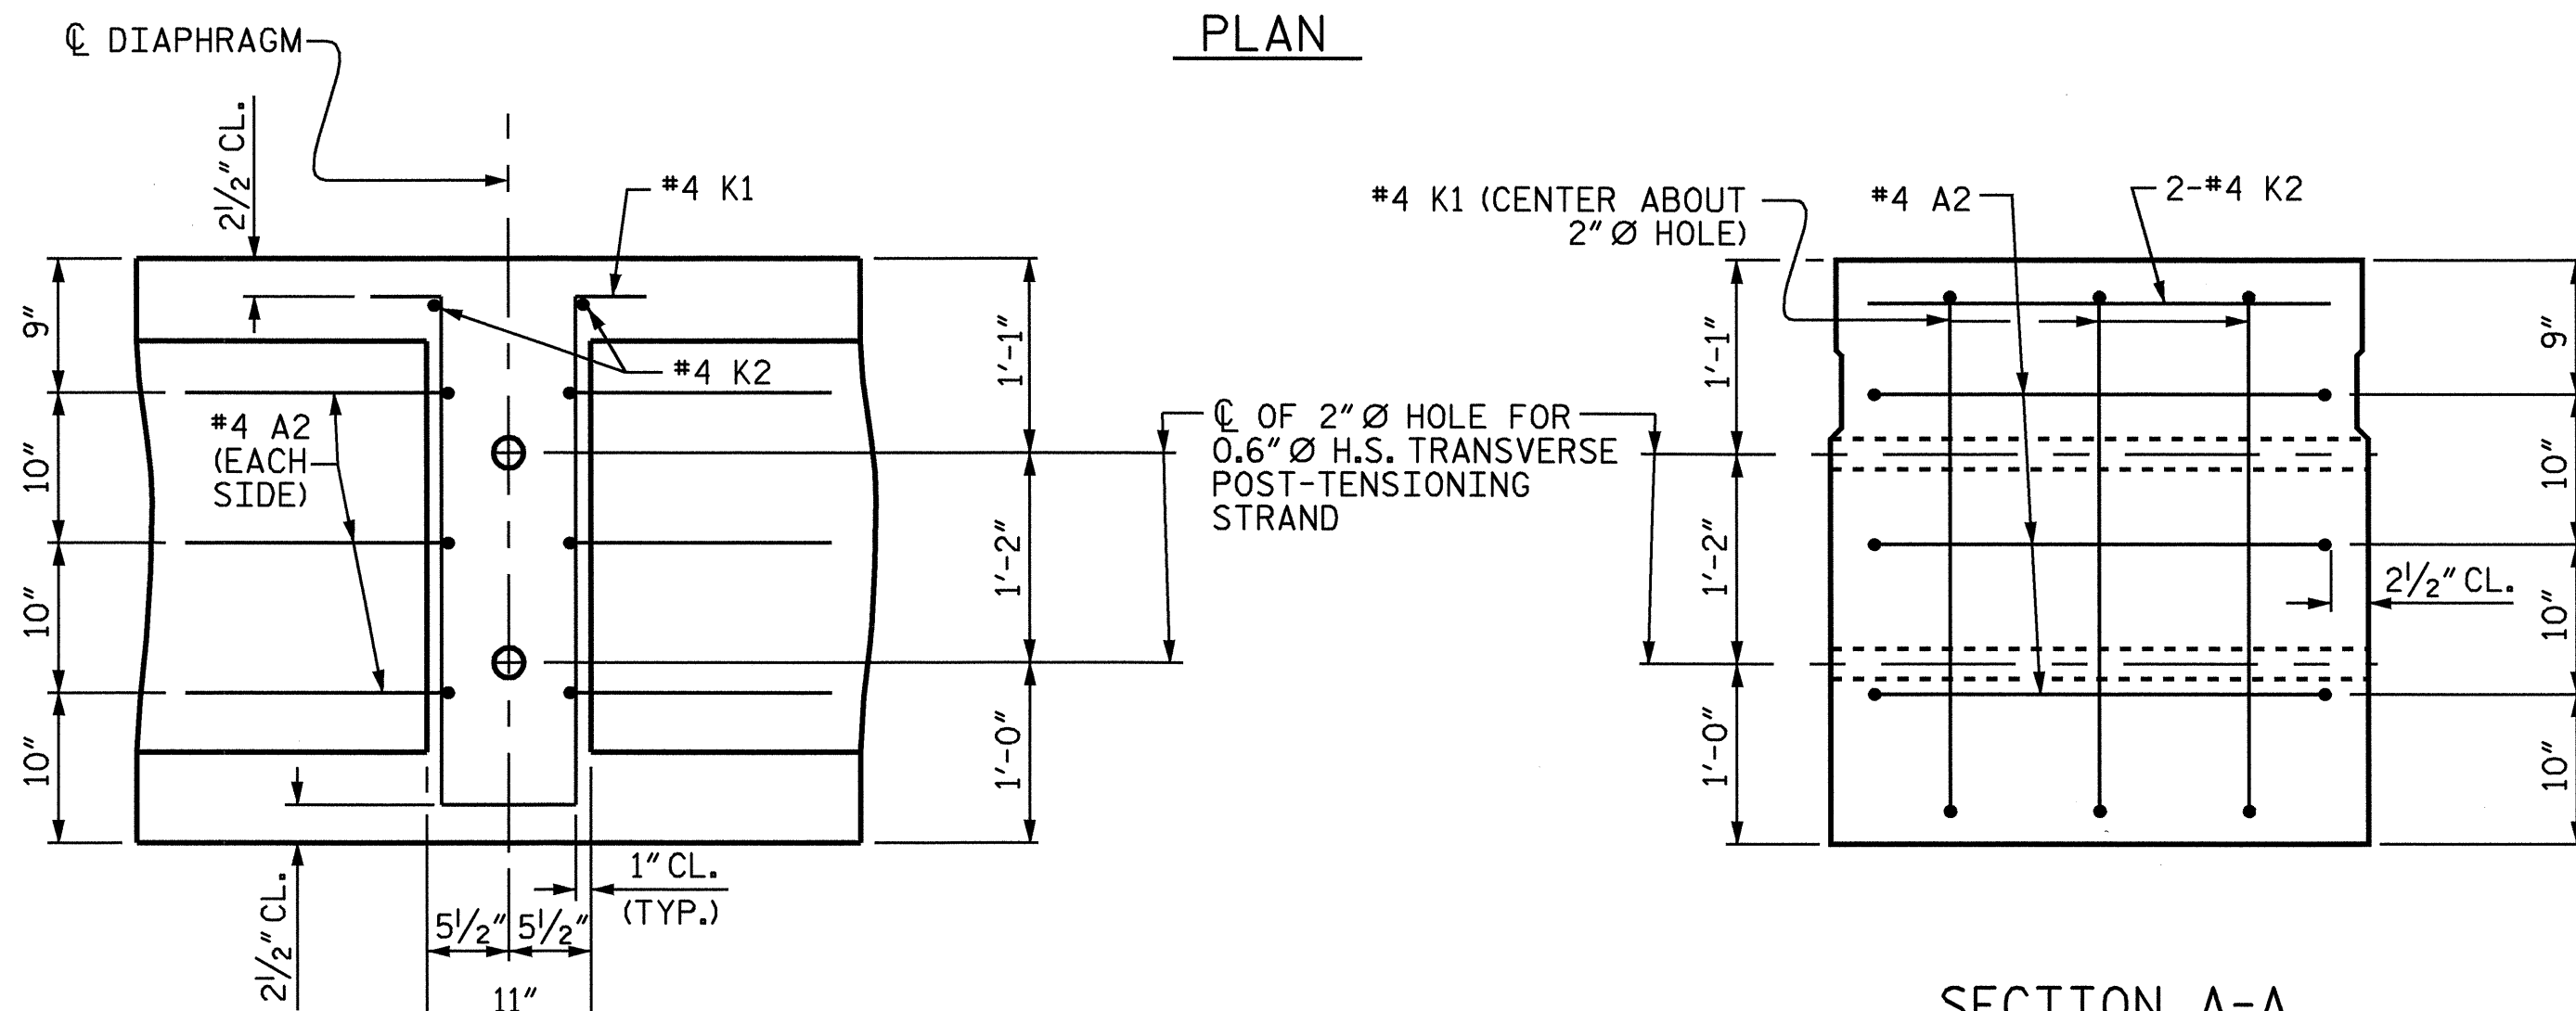 PLAN
℄ DIAPHRAGM
2½" CL.
#4 K1
#4 K2
#4 A2
(EACH
SIDE)
9"
10"
10"
10"
1'-1"
1'-2"
1'-0"
℄ OF 2" Ø HOLE FOR
0.6" Ø H.S. TRANSVERSE
POST-TENSIONING
STRAND
2½" CL.
1" CL.
(TYP.)
5½" 5½"
11"
#4 K1 (CENTER ABOUT
2" Ø HOLE)
#4 A2
2-#4 K2
1'-1"
1'-2"
1'-0"
9"
10"
10"
10"
2½" CL.
SECTION A-A